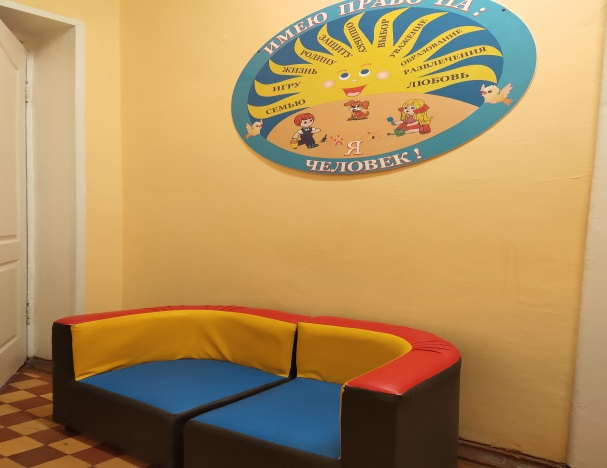 ИМЕЮ ПРАВО НА:
СЕМЬЮ
ИГРУ
ЖИЗНЬ
РОДИНУ
ЗАЩИТУ
ОШИБКУ
ВЫБОР
УВАЖЕНИЕ
ОБРАЗОВАНИЕ
РАЗВЛЕЧЕНИЯ
ЛЮБОВЬ
Я
ЧЕЛОВЕК!